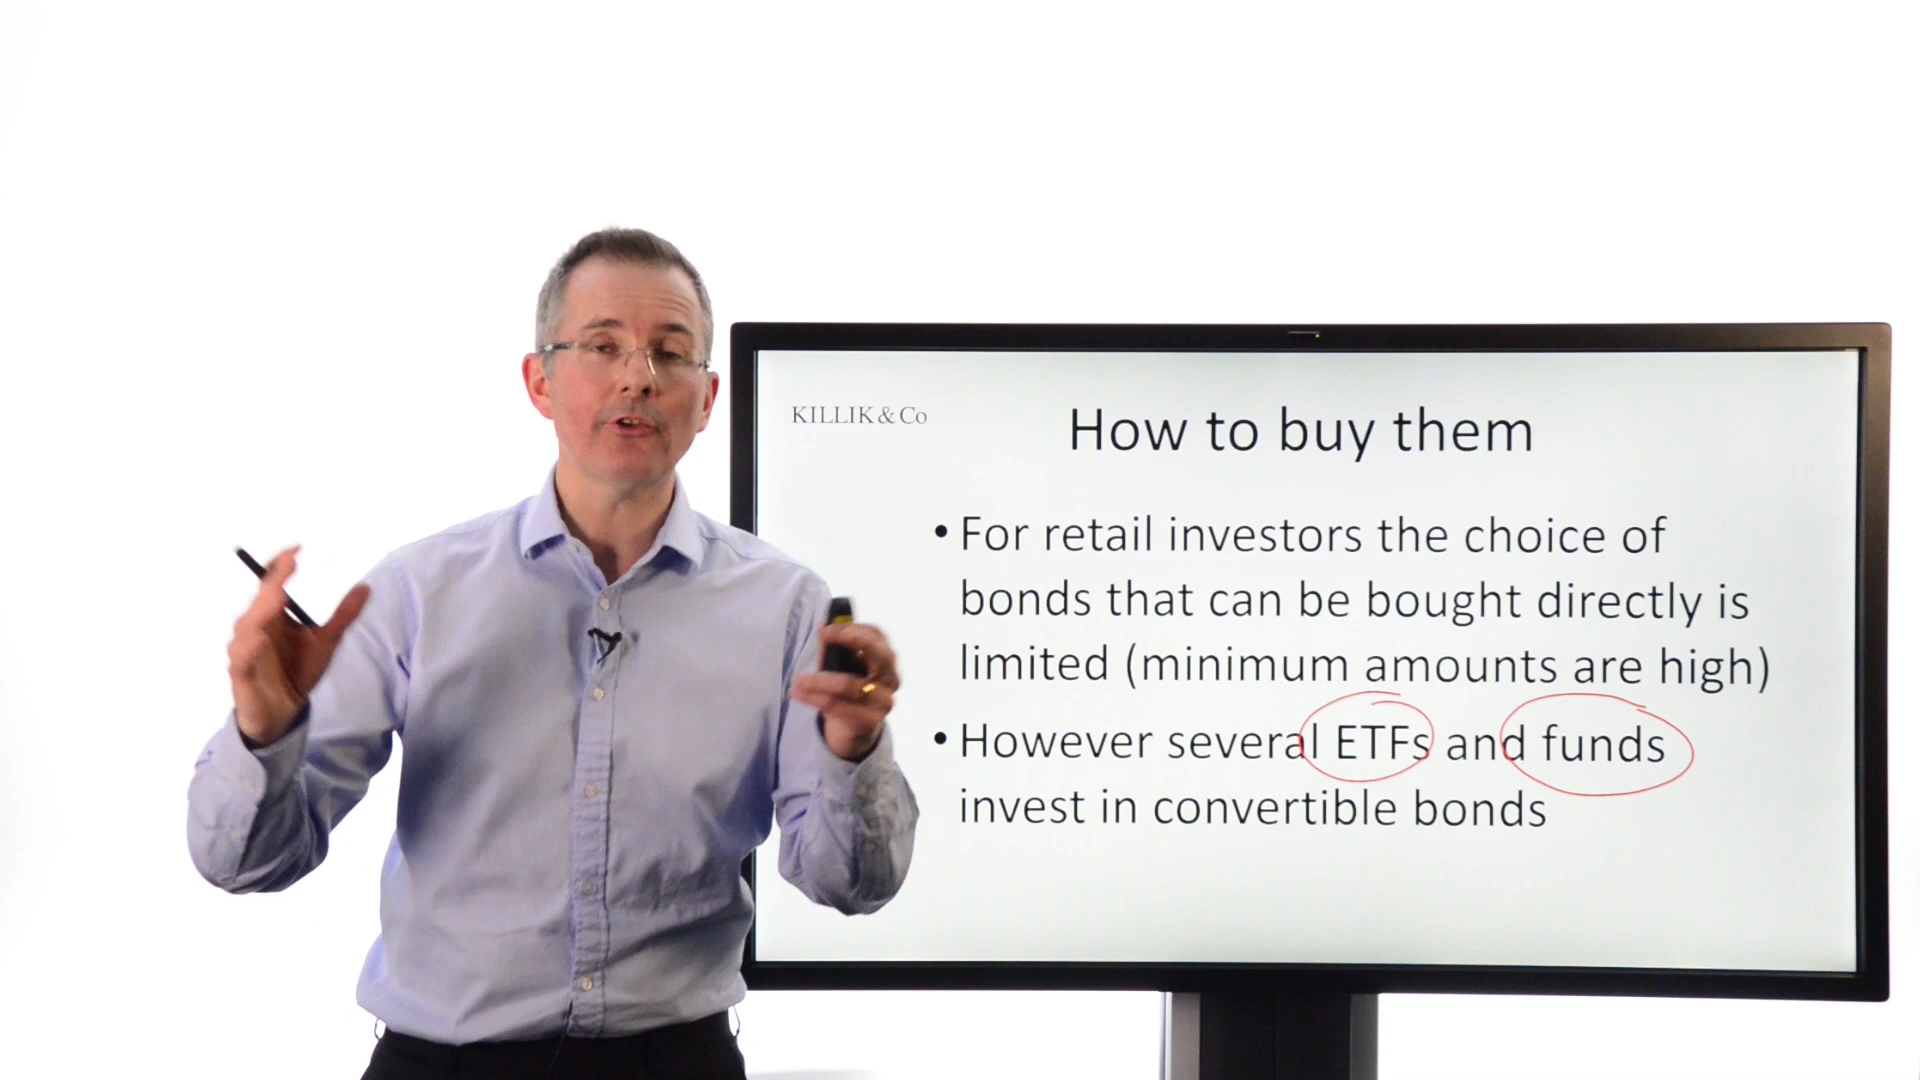 KILLIK & Co
How to buy them
• For retail investors the choice of
bonds that can be bought directly is
limited (minimum amounts are high)
• However several ETFs and funds
invest in convertible bonds